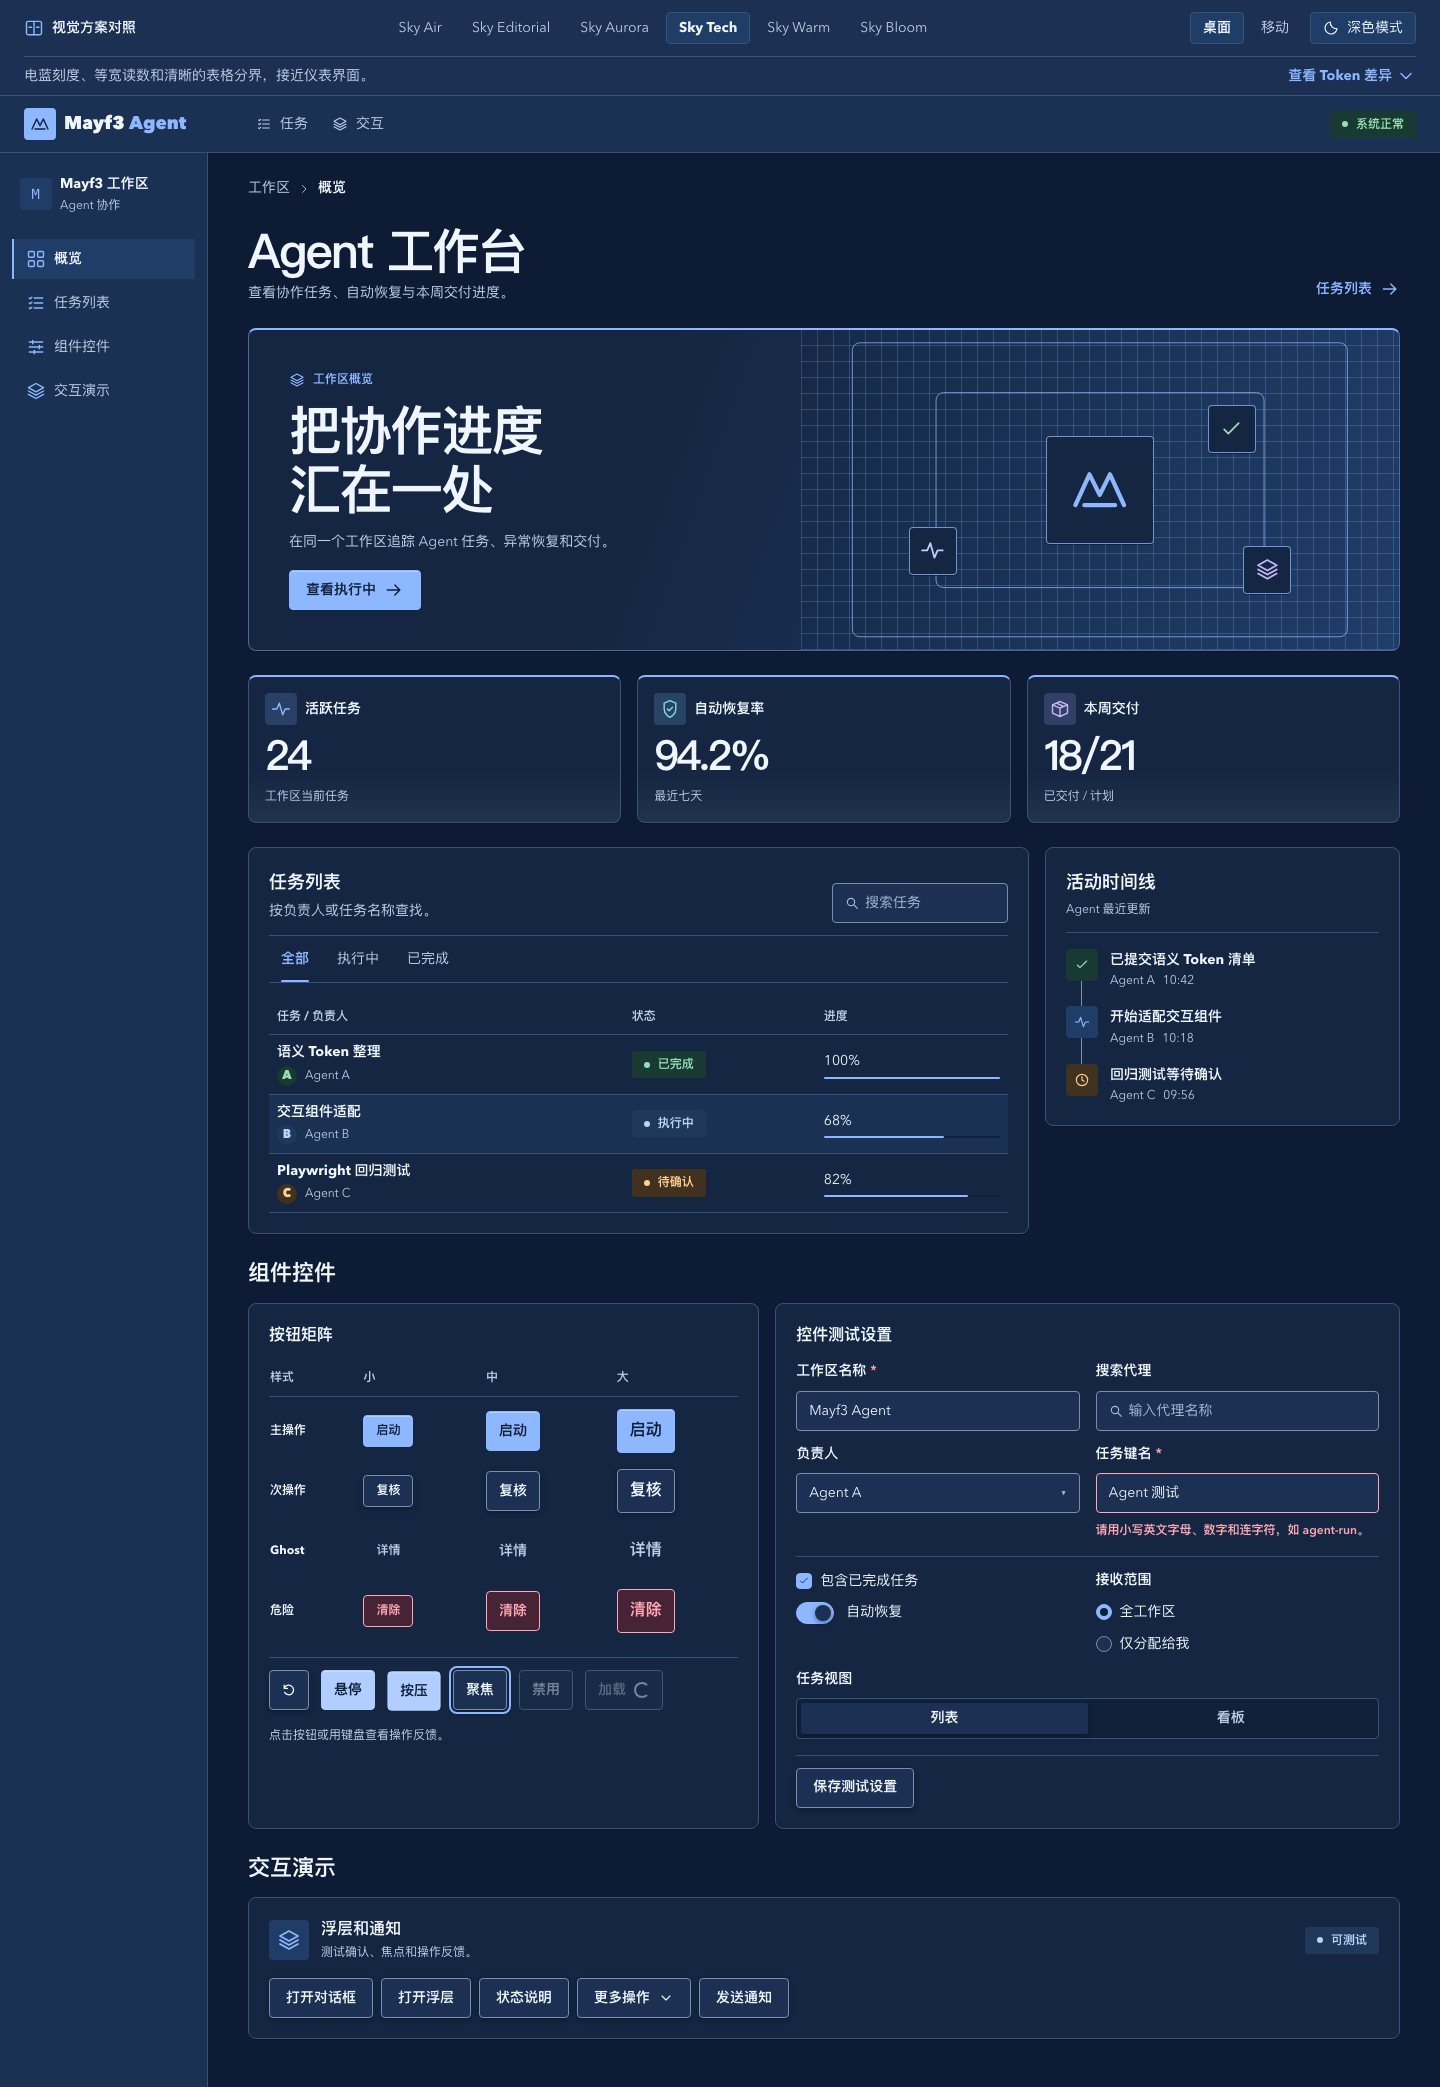 视觉方案对照
Sky Air Sky Editorial Sky Aurora Sky Tech Sky Warm Sky Bloom
桌面 移动 深色模式
电蓝刻度、等宽读数和清晰的表格分界，接近仪表界面。
查看 Token 差异
Mayf3 Agent
任务 交互
系统正常
M
Mayf3 工作区
Agent 协作
概览
任务列表
组件控件
交互演示
工作区 > 概览
Agent 工作台
查看协作任务、自动恢复与本周交付进度。
任务列表
工作区概览
把协作进度
汇在一处
在同一个工作区追踪 Agent 任务、异常恢复和交付。
查看执行中
活跃任务
24
工作区当前任务
自动恢复率
94.2%
最近七天
本周交付
18/21
已交付 / 计划
任务列表
按负责人或任务名称查找。
搜索任务
全部 执行中 已完成
任务 / 负责人 状态 进度
语义 Token 整理
A Agent A
已完成
100%
交互组件适配
B Agent B
执行中
68%
Playwright 回归测试
C Agent C
待确认
82%
活动时间线
Agent 最近更新
已提交语义 Token 清单
Agent A 10:42
开始适配交互组件
Agent B 10:18
回归测试等待确认
Agent C 09:56
组件控件
按钮矩阵
样式 小 中 大
主操作 启动 启动 启动
次操作 复核 复核 复核
Ghost 详情 详情 详情
危险 清除 清除 清除
悬停 按压 聚焦 禁用 加载
点击按钮或用键盘查看操作反馈。
控件测试设置
工作区名称 *
Mayf3 Agent
搜索代理
输入代理名称
负责人
Agent A
任务键名 *
Agent 测试
请用小写英文字母、数字和连字符，如 agent-run。
包含已完成任务
自动恢复
接收范围
全工作区
仅分配给我
任务视图
列表 看板
保存测试设置
交互演示
浮层和通知
测试确认、焦点和操作反馈。
可测试
打开对话框 打开浮层 状态说明 更多操作 发送通知